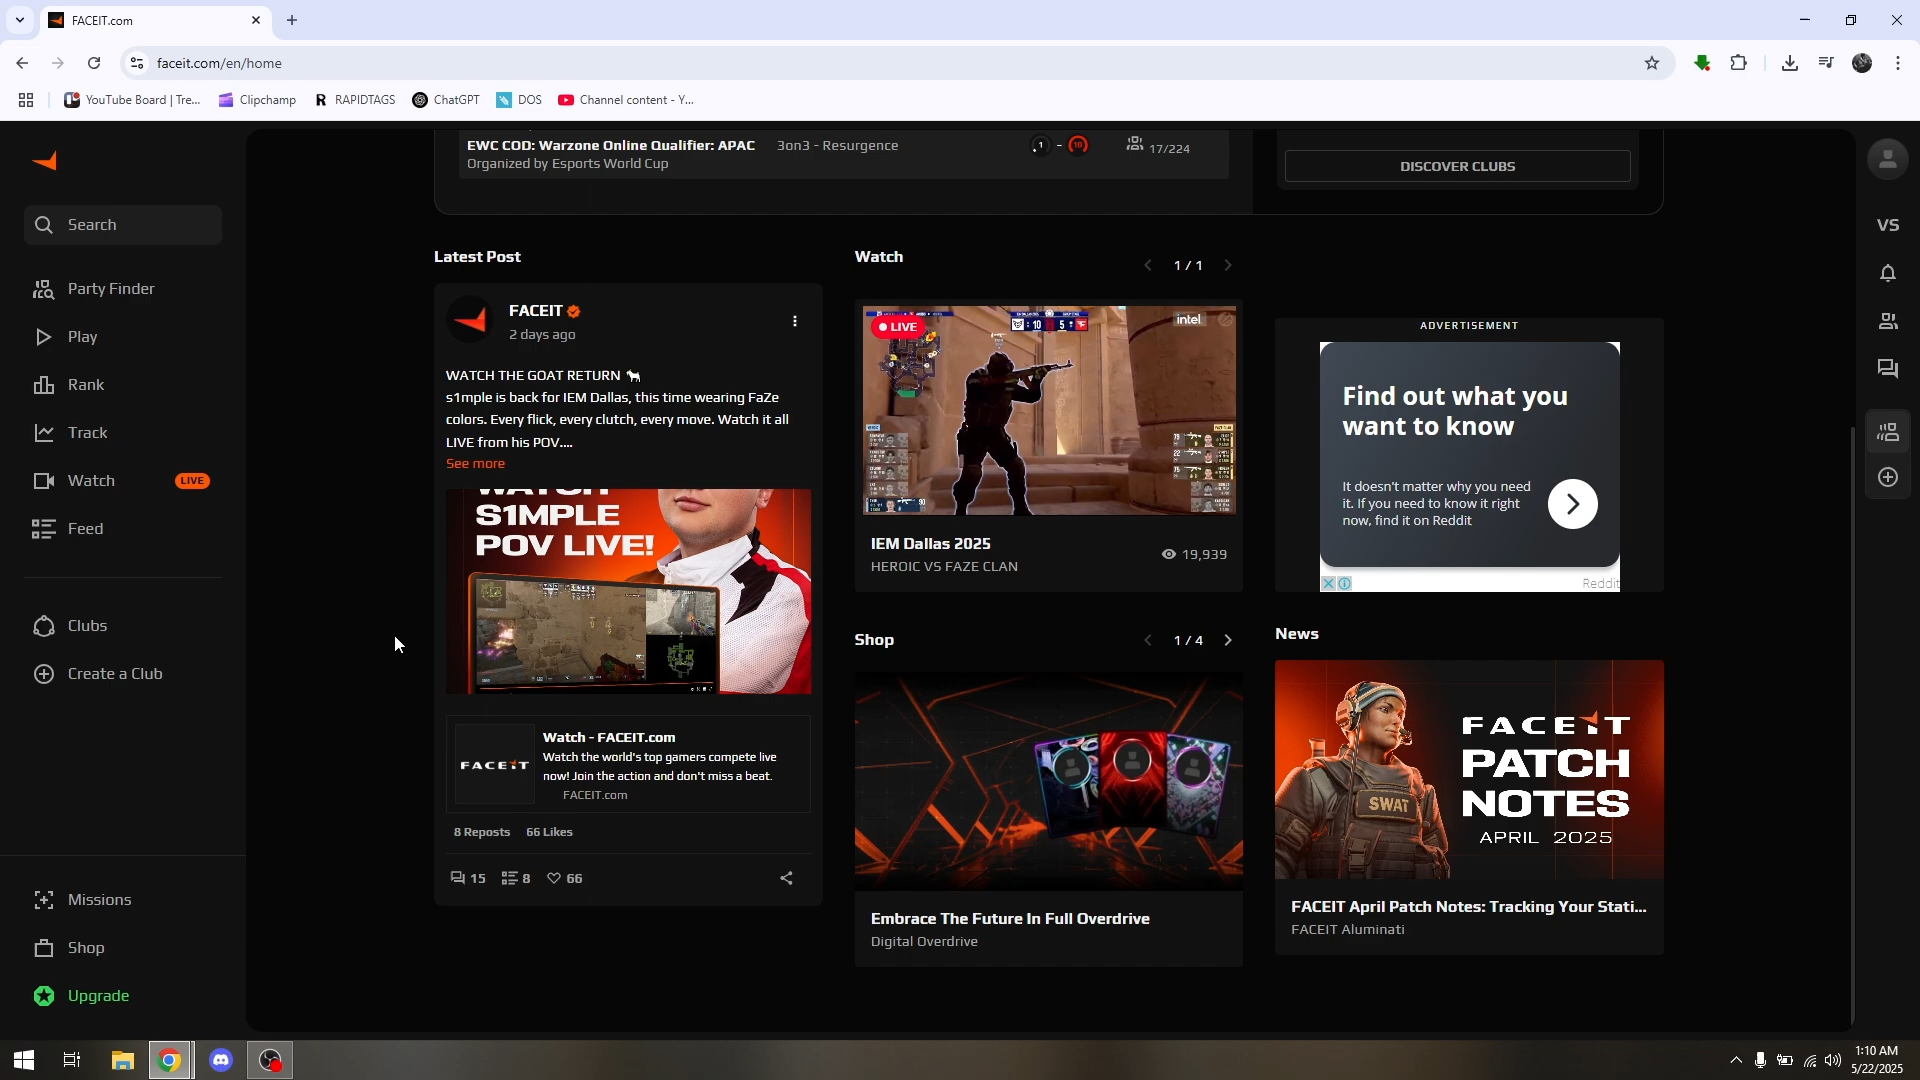 FACEIT.com
faceit.com/en/home
YouTube Board | Tre...
Clipchamp
RAPIDTAGS
ChatGPT
DOS
Channel content - Y...
Search
Party Finder
Play
Rank
Track
Watch
LIVE
Feed
Clubs
Create a Club
Missions
Shop
Upgrade
EWC COD: Warzone Online Qualifier: APAC
3on3 - Resurgence
1 - 10
17/224
Organized by Esports World Cup
DISCOVER CLUBS
Latest Post
FACEIT
2 days ago
WATCH THE GOAT RETURN
s1mple is back for IEM Dallas, this time wearing FaZe
colors. Every flick, every clutch, every move. Watch it all
LIVE from his POV....
See more
WATCH
S1MPLE
POV LIVE!
FACEIT
Watch - FACEIT.com
Watch the world's top gamers compete live
now! Join the action and don't miss a beat.
FACEIT.com
8 Reposts
66 Likes
15
8
66
Watch
1 / 1
LIVE
10
5
intel
IEM Dallas 2025
HEROIC VS FAZE CLAN
19,939
Shop
1 / 4
Embrace The Future In Full Overdrive
Digital Overdrive
ADVERTISEMENT
Find out what you
want to know
It doesn't matter why you need
it. If you need to know it right
now, find it on Reddit
Reddit
News
SWAT
FACEIT
PATCH
NOTES
APRIL 2025
FACEIT April Patch Notes: Tracking Your Stati...
FACEIT Aluminati
VS
1:10 AM
5/22/2025